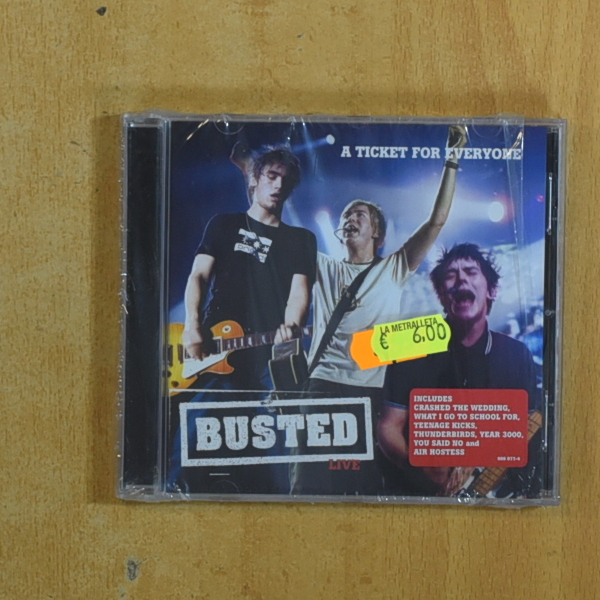 A TICKET FOR EVERYONE
LA METRALLETA
€ 6,00
BUSTED
LIVE
INCLUDES
CRASHED THE WEDDING,
WHAT I GO TO SCHOOL FOR,
TEENAGE KICKS,
THUNDERBIRDS, YEAR 3000,
YOU SAID NO and
AIR HOSTESS